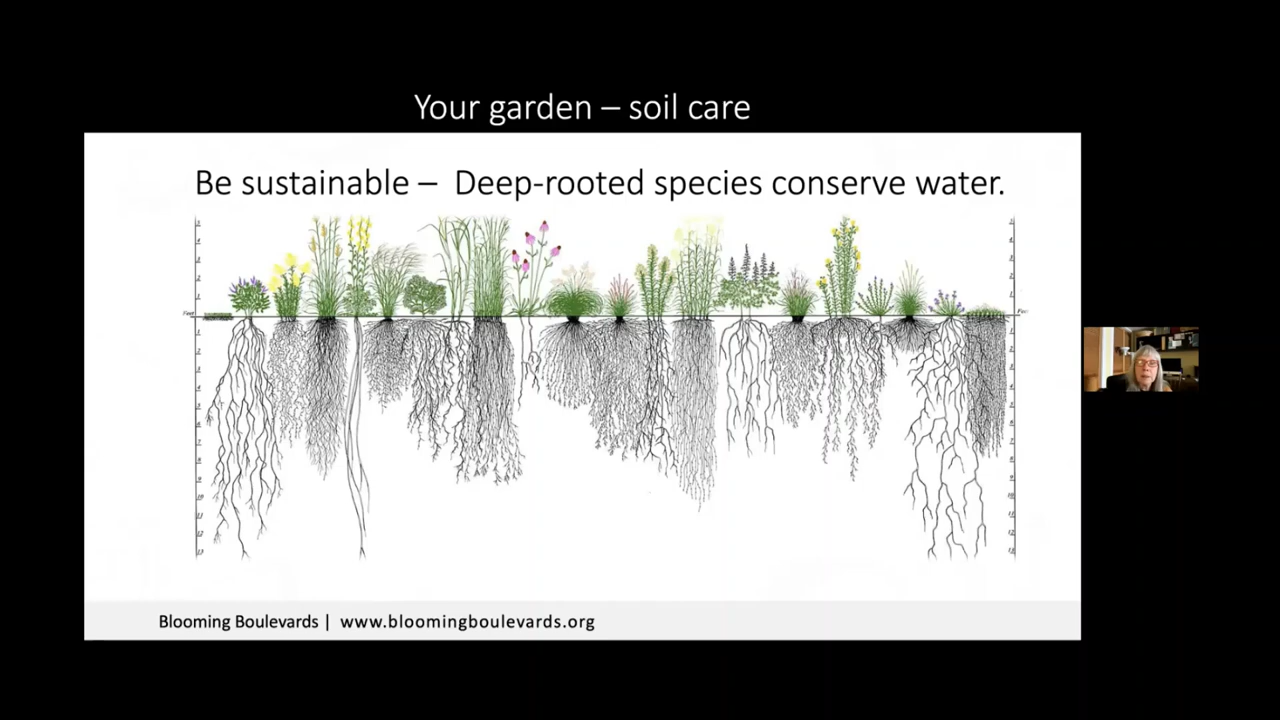 Your garden – soil care
Be sustainable – Deep-rooted species conserve water.
Blooming Boulevards | www.bloomingboulevards.org